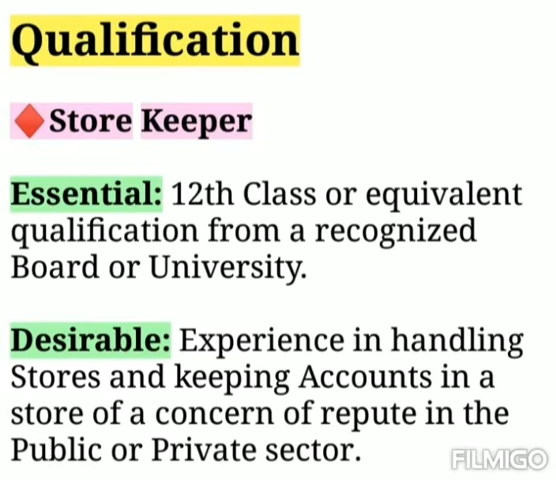 Qualification
♦Store Keeper
Essential: 12th Class or equivalent
qualification from a recognized
Board or University.
Desirable: Experience in handling
Stores and keeping Accounts in a
store of a concern of repute in the
Public or Private sector.
FILMIGO